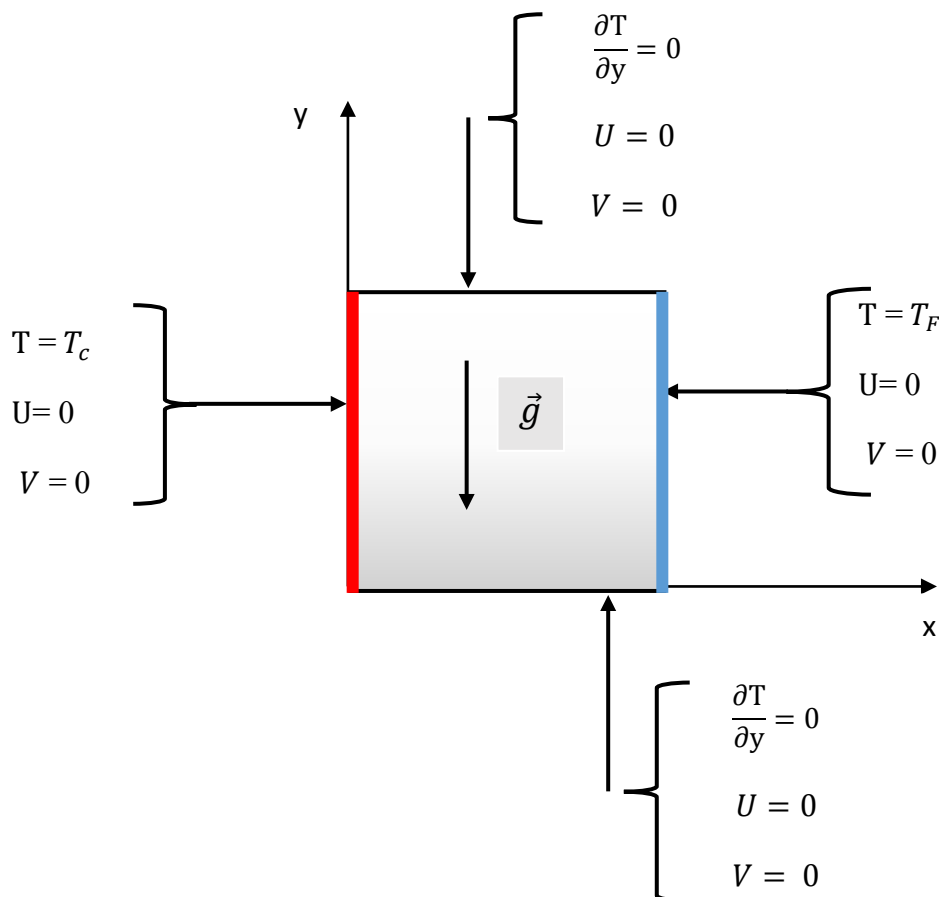 ∂T/∂y = 0
U = 0
V = 0
y
T = T_c
U= 0
V = 0
g⃗
T = T_F
U= 0
V = 0
x
∂T/∂y = 0
U = 0
V = 0